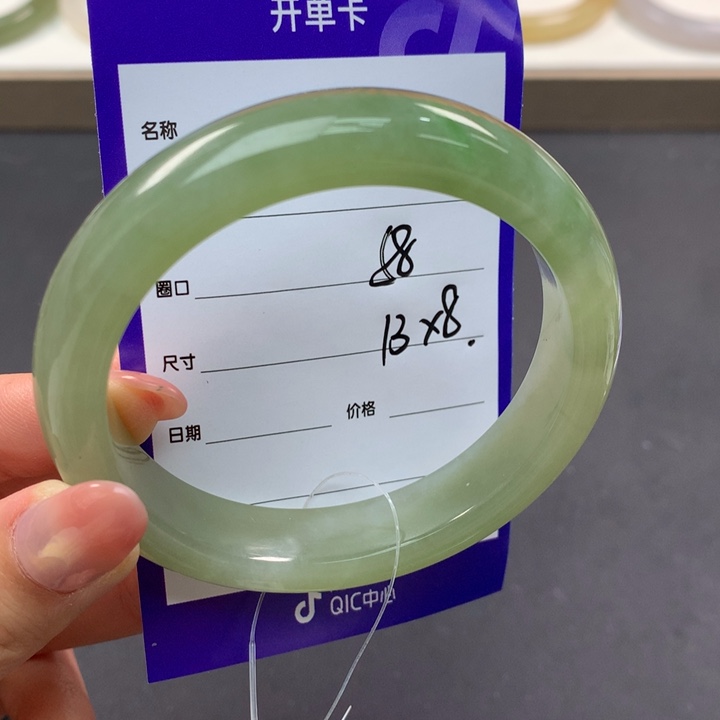 开单卡
名称
圈口
尺寸 13x8.
日期 价格
QIC中心